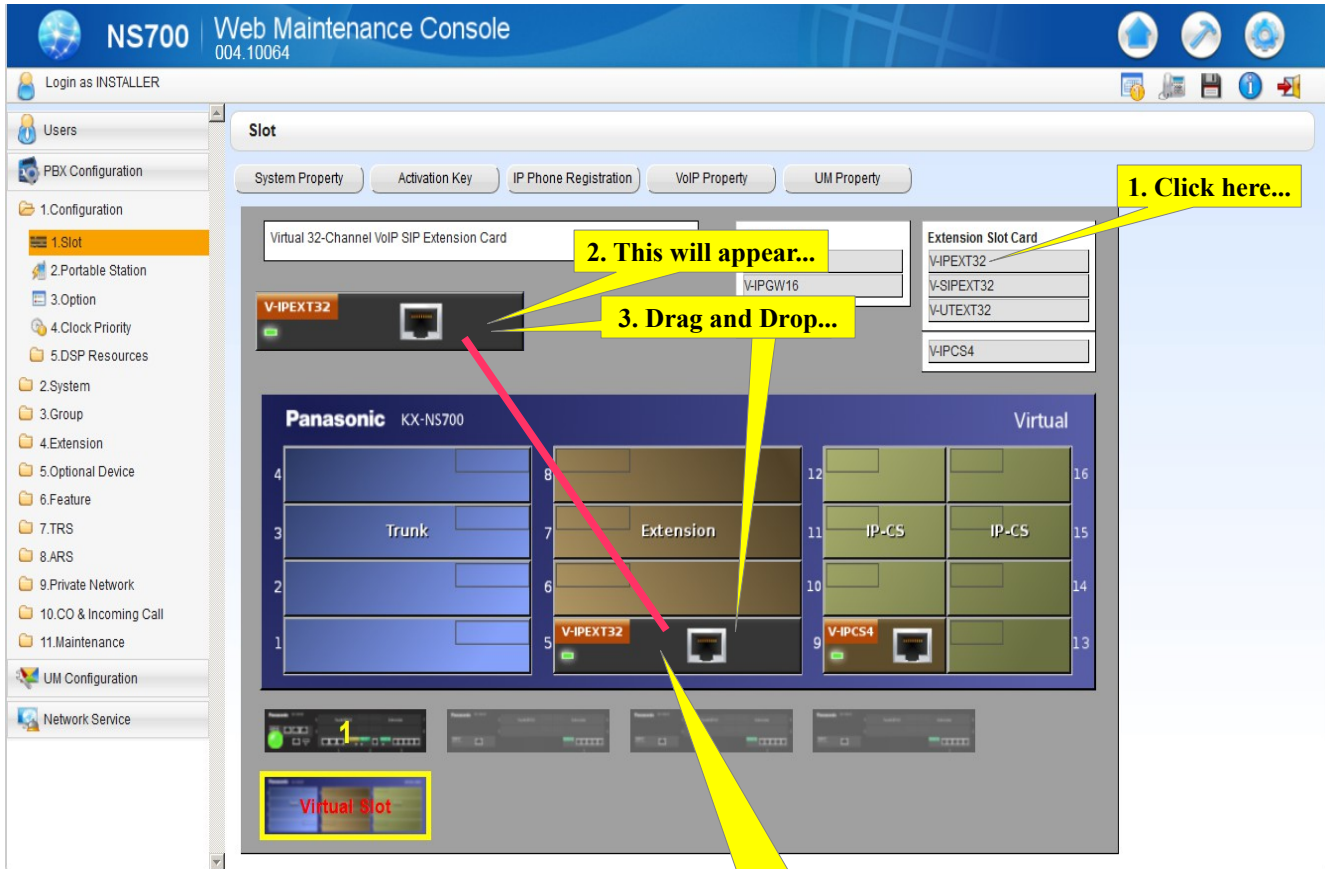 NS700
Web Maintenance Console
004.10064
Login as INSTALLER
Users
PBX Configuration
1.Configuration
1.Slot
2.Portable Station
3.Option
4.Clock Priority
5.DSP Resources
2.System
3.Group
4.Extension
5.Optional Device
6.Feature
7.TRS
8.ARS
9.Private Network
10.CO & Incoming Call
11.Maintenance
UM Configuration
Network Service
Slot
System Property
Activation Key
IP Phone Registration
VoIP Property
UM Property
1. Click here...
Virtual 32-Channel VoIP SIP Extension Card
2. This will appear...
V-IPGW16
Extension Slot Card
V-IPEXT32
V-SIPEXT32
V-UTEXT32
V-IPCS4
V-IPEXT32
3. Drag and Drop...
Panasonic KX-NS700
Virtual
4
8
12
16
3
Trunk
7
Extension
11
IP-CS
IP-CS
15
2
6
10
14
1
5
V-IPEXT32
9
V-IPCS4
13
1
Virtual Slot